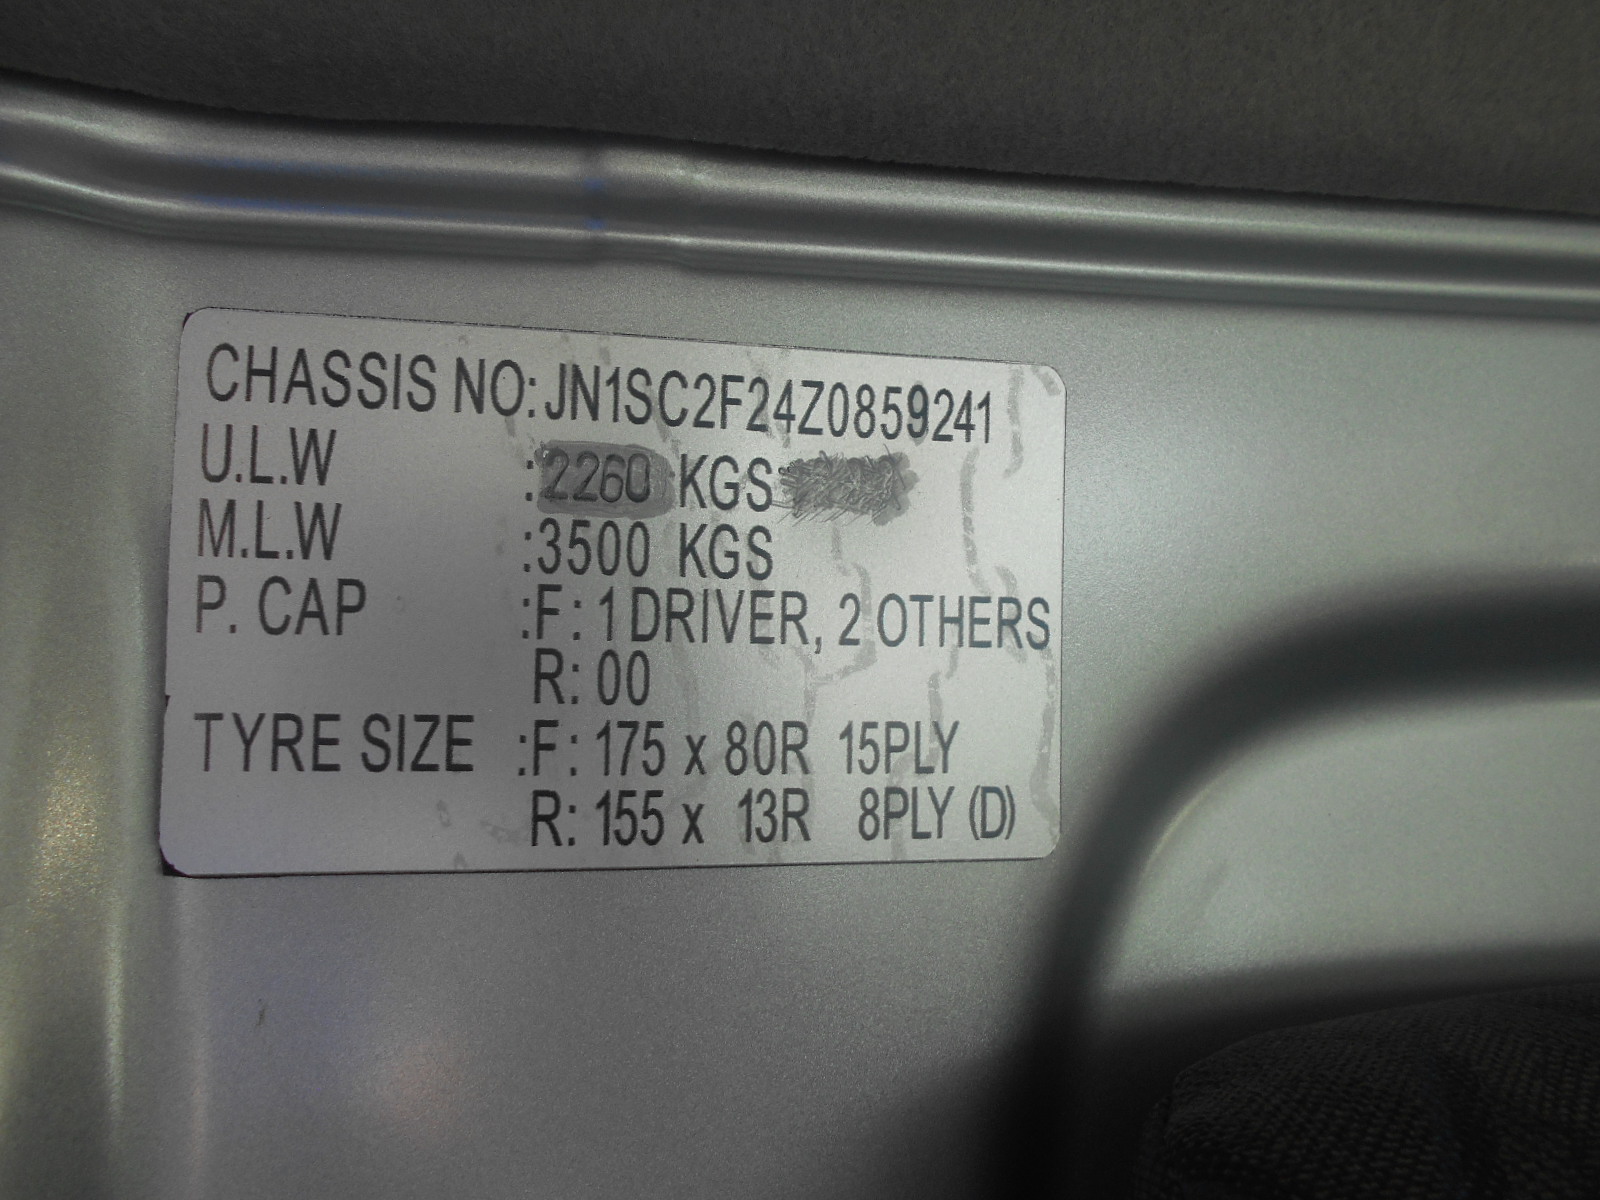 CHASSIS NO:JN1SC2F24Z0859241
U.L.W :2260 KGS
M.L.W :3500 KGS
P. CAP :F: 1 DRIVER, 2 OTHERS
R: 00
TYRE SIZE :F: 175 x 80R 15PLY
R: 155 x 13R 8PLY (D)